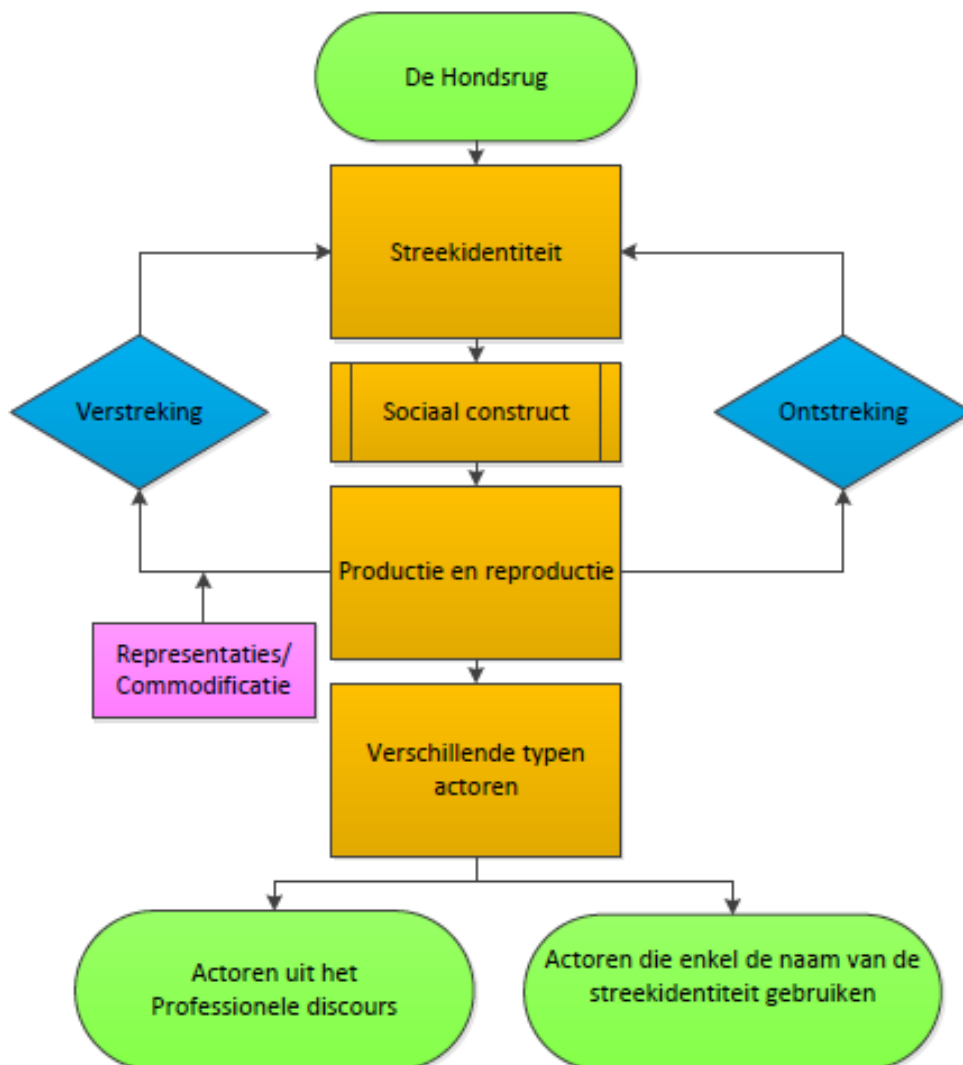 De Hondsrug
Streekidentiteit
Verstreking
Sociaal construct
Ontstreking
Productie en reproductie
Representaties/
Commodificatie
Verschillende typen
actoren
Actoren uit het
Professionele discours
Actoren die enkel de naam van de
streekidentiteit gebruiken